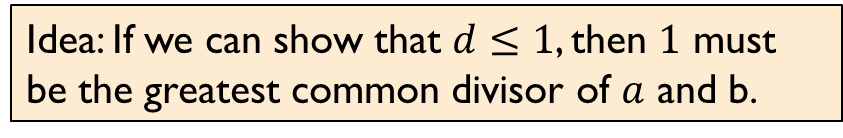 Idea: If we can show that 𝑑 ≤ 1, then 1 must
be the greatest common divisor of 𝑎 and b.